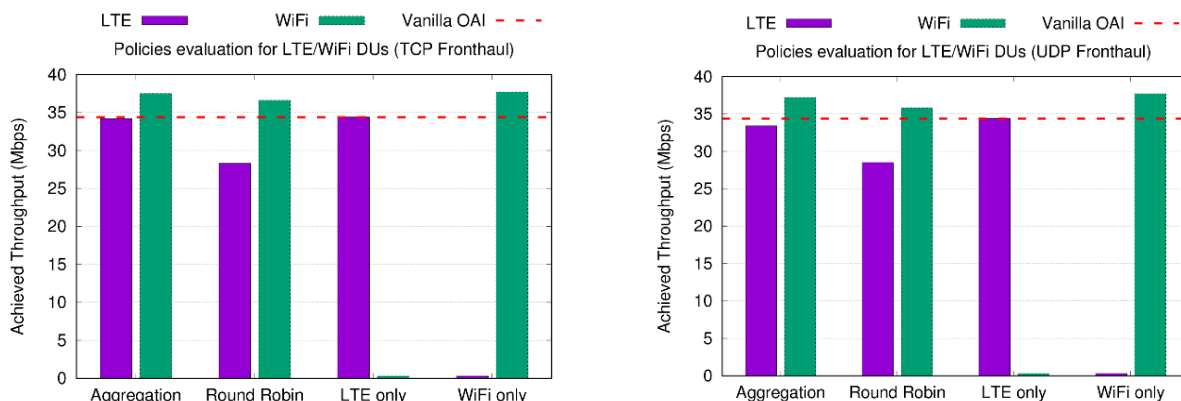 LTE WiFi Vanilla OAI
Policies evaluation for LTE/WiFi DUs (TCP Fronthaul)
Achieved Throughput (Mbps)
40
35
30
25
20
15
10
5
0
Aggregation Round Robin LTE only WiFi only
LTE WiFi Vanilla OAI
Policies evaluation for LTE/WiFi DUs (UDP Fronthaul)
Achieved Throughput (Mbps)
40
35
30
25
20
15
10
5
0
Aggregation Round Robin LTE only WiFi only